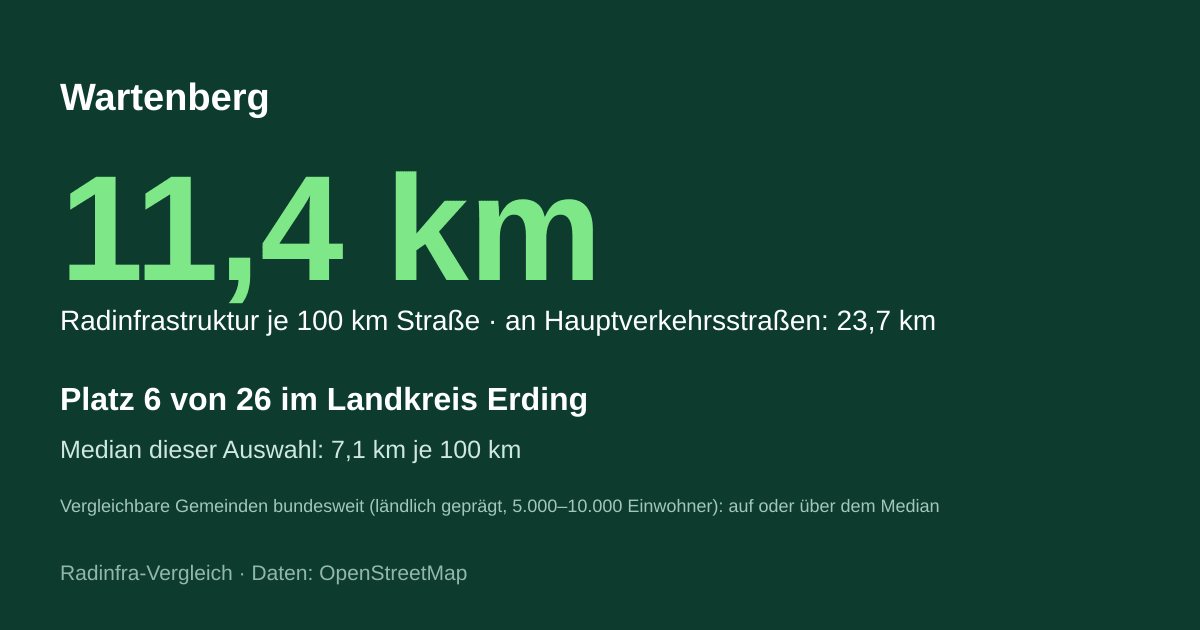 Wartenberg
11,4 km
Radinfrastruktur je 100 km Straße · an Hauptverkehrsstraßen: 23,7 km
Platz 6 von 26 im Landkreis Erding
Median dieser Auswahl: 7,1 km je 100 km
Vergleichbare Gemeinden bundesweit (ländlich geprägt, 5.000–10.000 Einwohner): auf oder über dem Median
Radinfra-Vergleich · Daten: OpenStreetMap